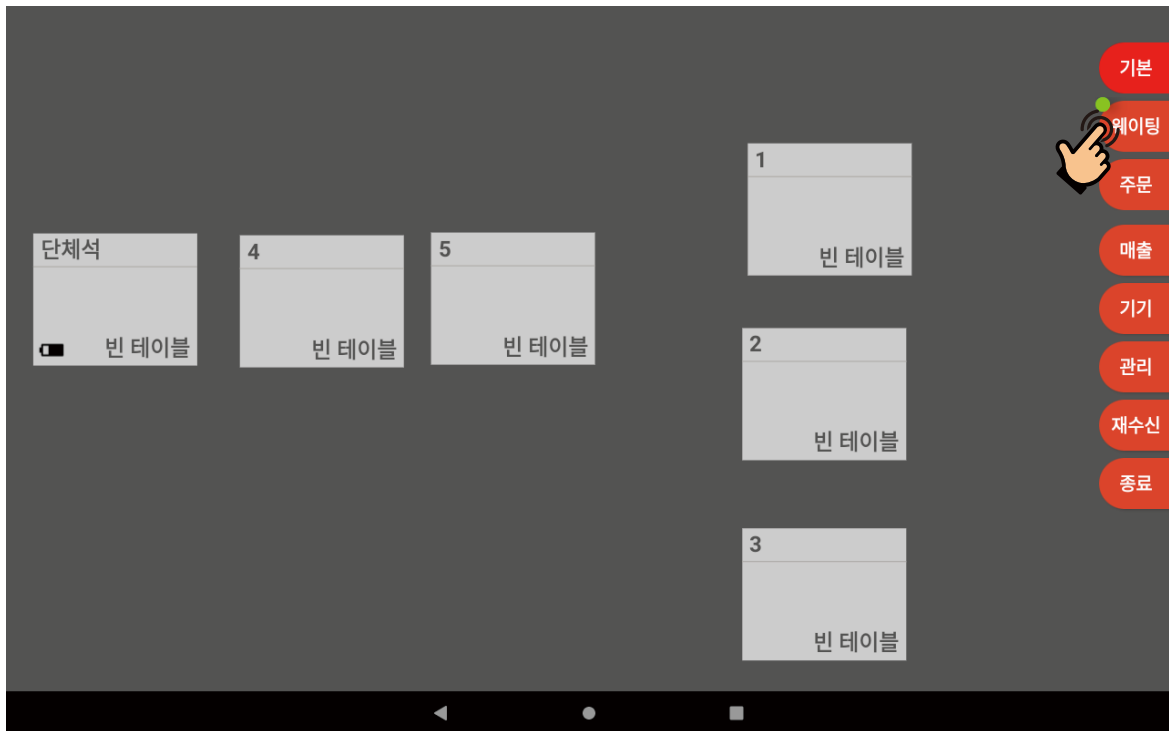 단체석
빈 테이블
4
빈 테이블
5
빈 테이블
1
빈 테이블
2
빈 테이블
3
빈 테이블
기본
웨이팅
주문
매출
기기
관리
재수신
종료